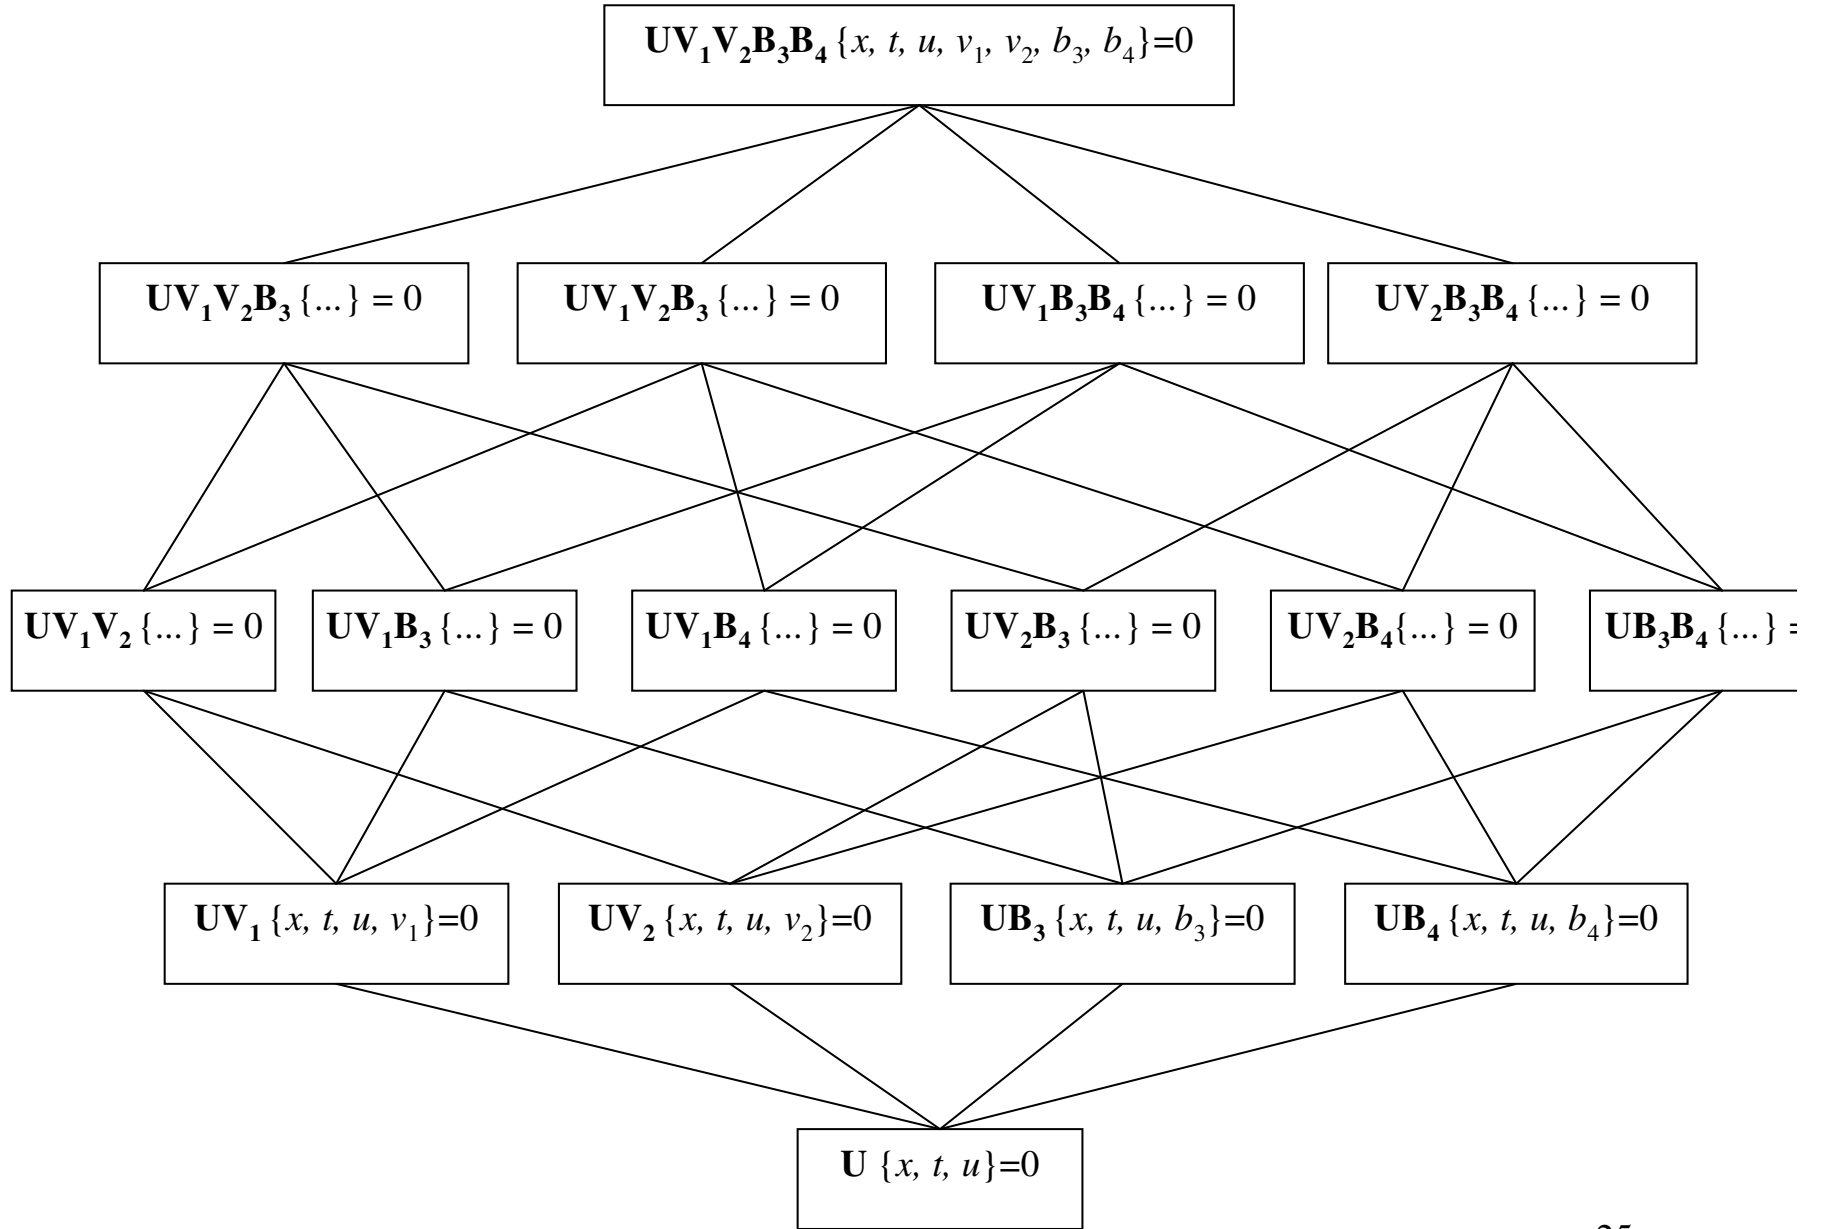 UV₁V₂B₃B₄ {x, t, u, v₁, v₂, b₃, b₄}=0
UV₁V₂B₃ {...} = 0
UV₁V₂B₃ {...} = 0
UV₁B₃B₄ {...} = 0
UV₂B₃B₄ {...} = 0
UV₁V₂ {...} = 0
UV₁B₃ {...} = 0
UV₁B₄ {...} = 0
UV₂B₃ {...} = 0
UV₂B₄{...} = 0
UB₃B₄ {...} =
UV₁ {x, t, u, v₁}=0
UV₂ {x, t, u, v₂}=0
UB₃ {x, t, u, b₃}=0
UB₄ {x, t, u, b₄}=0
U {x, t, u}=0